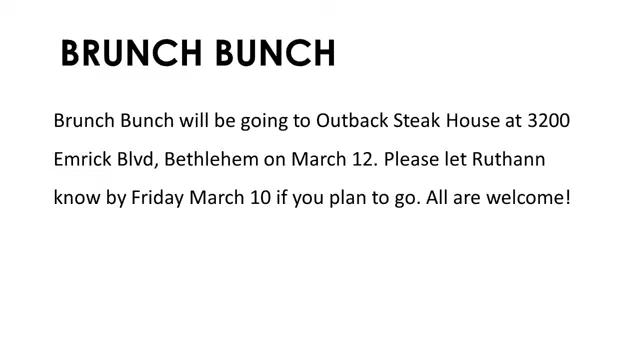 BRUNCH BUNCH
Brunch Bunch will be going to Outback Steak House at 3200
Emrick Blvd, Bethlehem on March 12. Please let Ruthann
know by Friday March 10 if you plan to go. All are welcome!